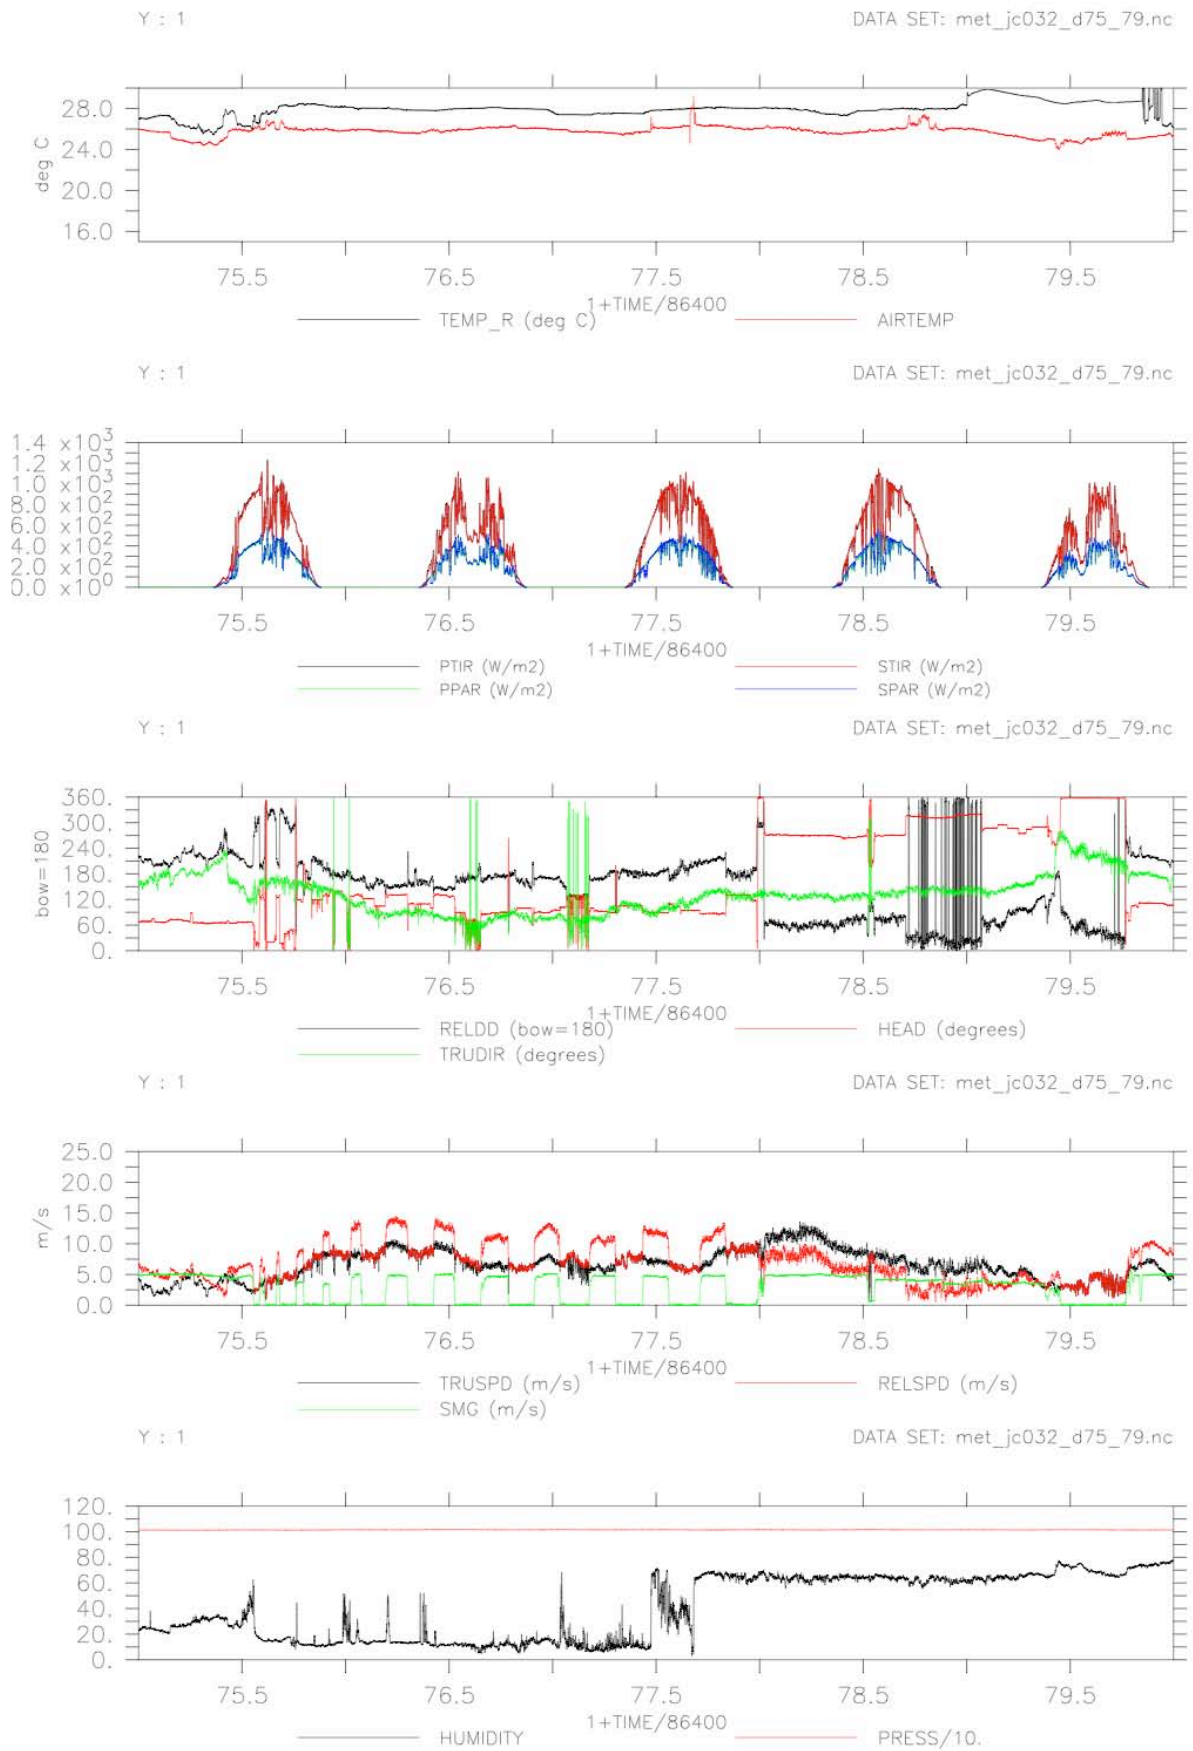 Y : 1 DATA SET: met_jc032_d75_79.nc
28.0
24.0
20.0
16.0
deg C
75.5 76.5 77.5 78.5 79.5
1+TIME/86400
TEMP_R (deg C) AIRTEMP
Y : 1 DATA SET: met_jc032_d75_79.nc
1.4 x10³
1.2 x10³
1.0 x10³
8.0 x10²
6.0 x10²
4.0 x10²
2.0 x10²
0.0 x10⁰
75.5 76.5 77.5 78.5 79.5
1+TIME/86400
PTIR (W/m2) STIR (W/m2)
PPAR (W/m2) SPAR (W/m2)
Y : 1 DATA SET: met_jc032_d75_79.nc
360.
300.
240.
180.
120.
60.
0.
bow=180
75.5 76.5 77.5 78.5 79.5
1+TIME/86400
RELDD (bow=180) HEAD (degrees)
TRUDIR (degrees)
Y : 1 DATA SET: met_jc032_d75_79.nc
25.0
20.0
15.0
10.0
5.0
0.0
m/s
75.5 76.5 77.5 78.5 79.5
1+TIME/86400
TRUSPD (m/s) RELSPD (m/s)
SMG (m/s)
Y : 1 DATA SET: met_jc032_d75_79.nc
120.
100.
80.
60.
40.
20.
0.
75.5 76.5 77.5 78.5 79.5
1+TIME/86400
HUMIDITY PRESS/10.